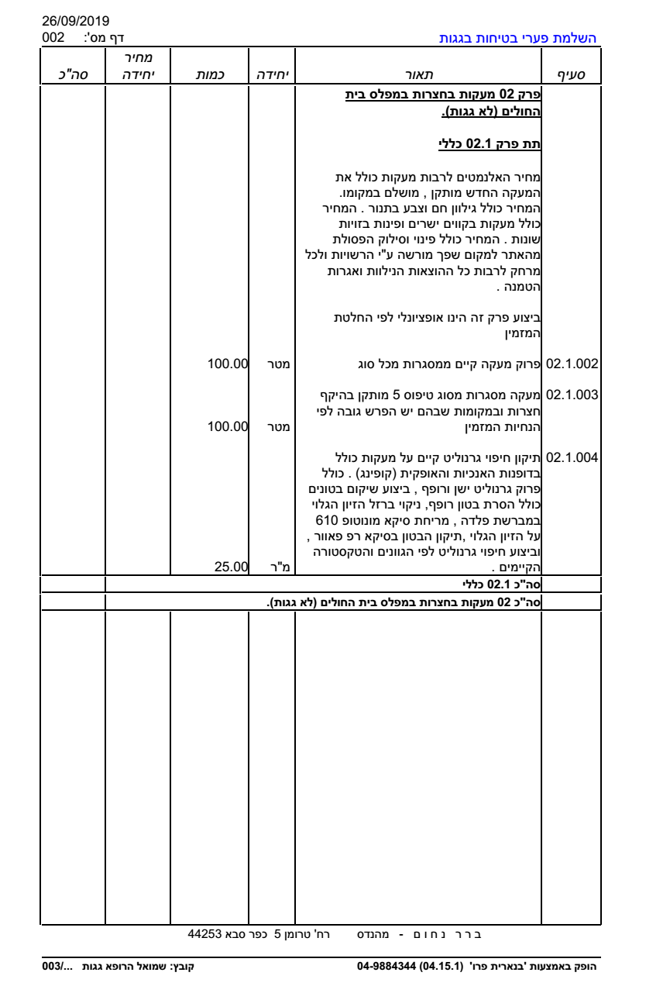 26/09/2019
השלמת פערי בטיחות בגגות דף מס': 002
מחיר
סעיף תאור יחידה כמות יחידה סה"כ
פרק 02 מעקות בחצרות במפלס בית
החולים (לא גגות).
תת פרק 02.1 כללי
מחיר האלנמטים לרבות מעקות כולל את
המעקה החדש מותקן , מושלם במקומו.
המחיר כולל גילוון חם וצבע בתנור . המחיר
כולל מעקות בקווים ישרים ופינות בזויות
שונות . המחיר כולל פינוי וסילוק הפסולת
מהאתר למקום שפך מורשה ע"י הרשויות ולכל
מרחק לרבות כל ההוצאות הנילוות ואגרות
הטמנה .
ביצוע פרק זה הינו אופציונלי לפי החלטת
המזמין
02.1.002 פרוק מעקה קיים ממסגרות מכל סוג מטר 100.00
02.1.003 מעקה מסגרות מסוג טיפוס 5 מותקן בהיקף
חצרות ובמקומות שבהם יש הפרש גובה לפי
הנחיות המזמין מטר 100.00
02.1.004 תיקון חיפוי גרנוליט קיים על מעקות כולל
בדופנות האנכיות והאופקית (קופינג) . כולל
פרוק גרנוליט ישן ורופף , ביצוע שיקום בטונים
כולל הסרת בטון רופף, ניקוי ברזל הזיון הגלוי
במברשת פלדה , מריחת סיקא מונוטופ 610
על הזיון הגלוי ,תיקון הבטון בסיקא רפ פאוור ,
וביצוע חיפוי גרנוליט לפי הגוונים והטקסטורה
הקיימים . מ"ר 25.00
סה"כ 02.1 כללי
סה"כ 02 מעקות בחצרות במפלס בית החולים (לא גגות).
ברר נחום - מהנדס רח' טרומן 5 כפר סבא 44253
הופק באמצעות 'בנארית פרו' (04.15.1) 04-9884344 קובץ: שמואל הרופא גגות .../003